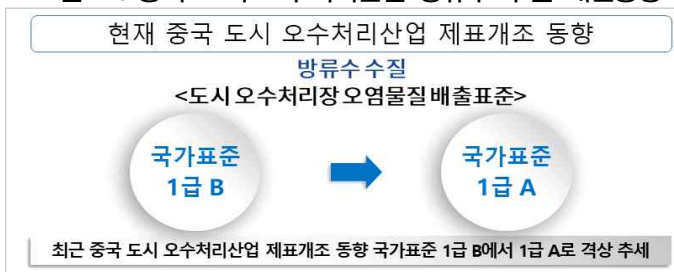 현재 중국 도시 오수처리산업 제표개조 동향
방류수 수질
<도시 오수처리장 오염물질 배출표준>
국가표준
1급 B
국가표준
1급 A
최근 중국 도시 오수처리산업 제표개조 동향 국가표준 1급 B에서 1급 A로 격상 추세